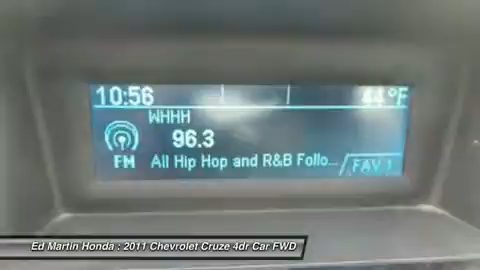 10:56 44°F
WHHH
96.3
FM All Hip Hop and R&B Follo... FAV 1
Ed Martin Honda : 2011 Chevrolet Cruze 4dr Car FWD